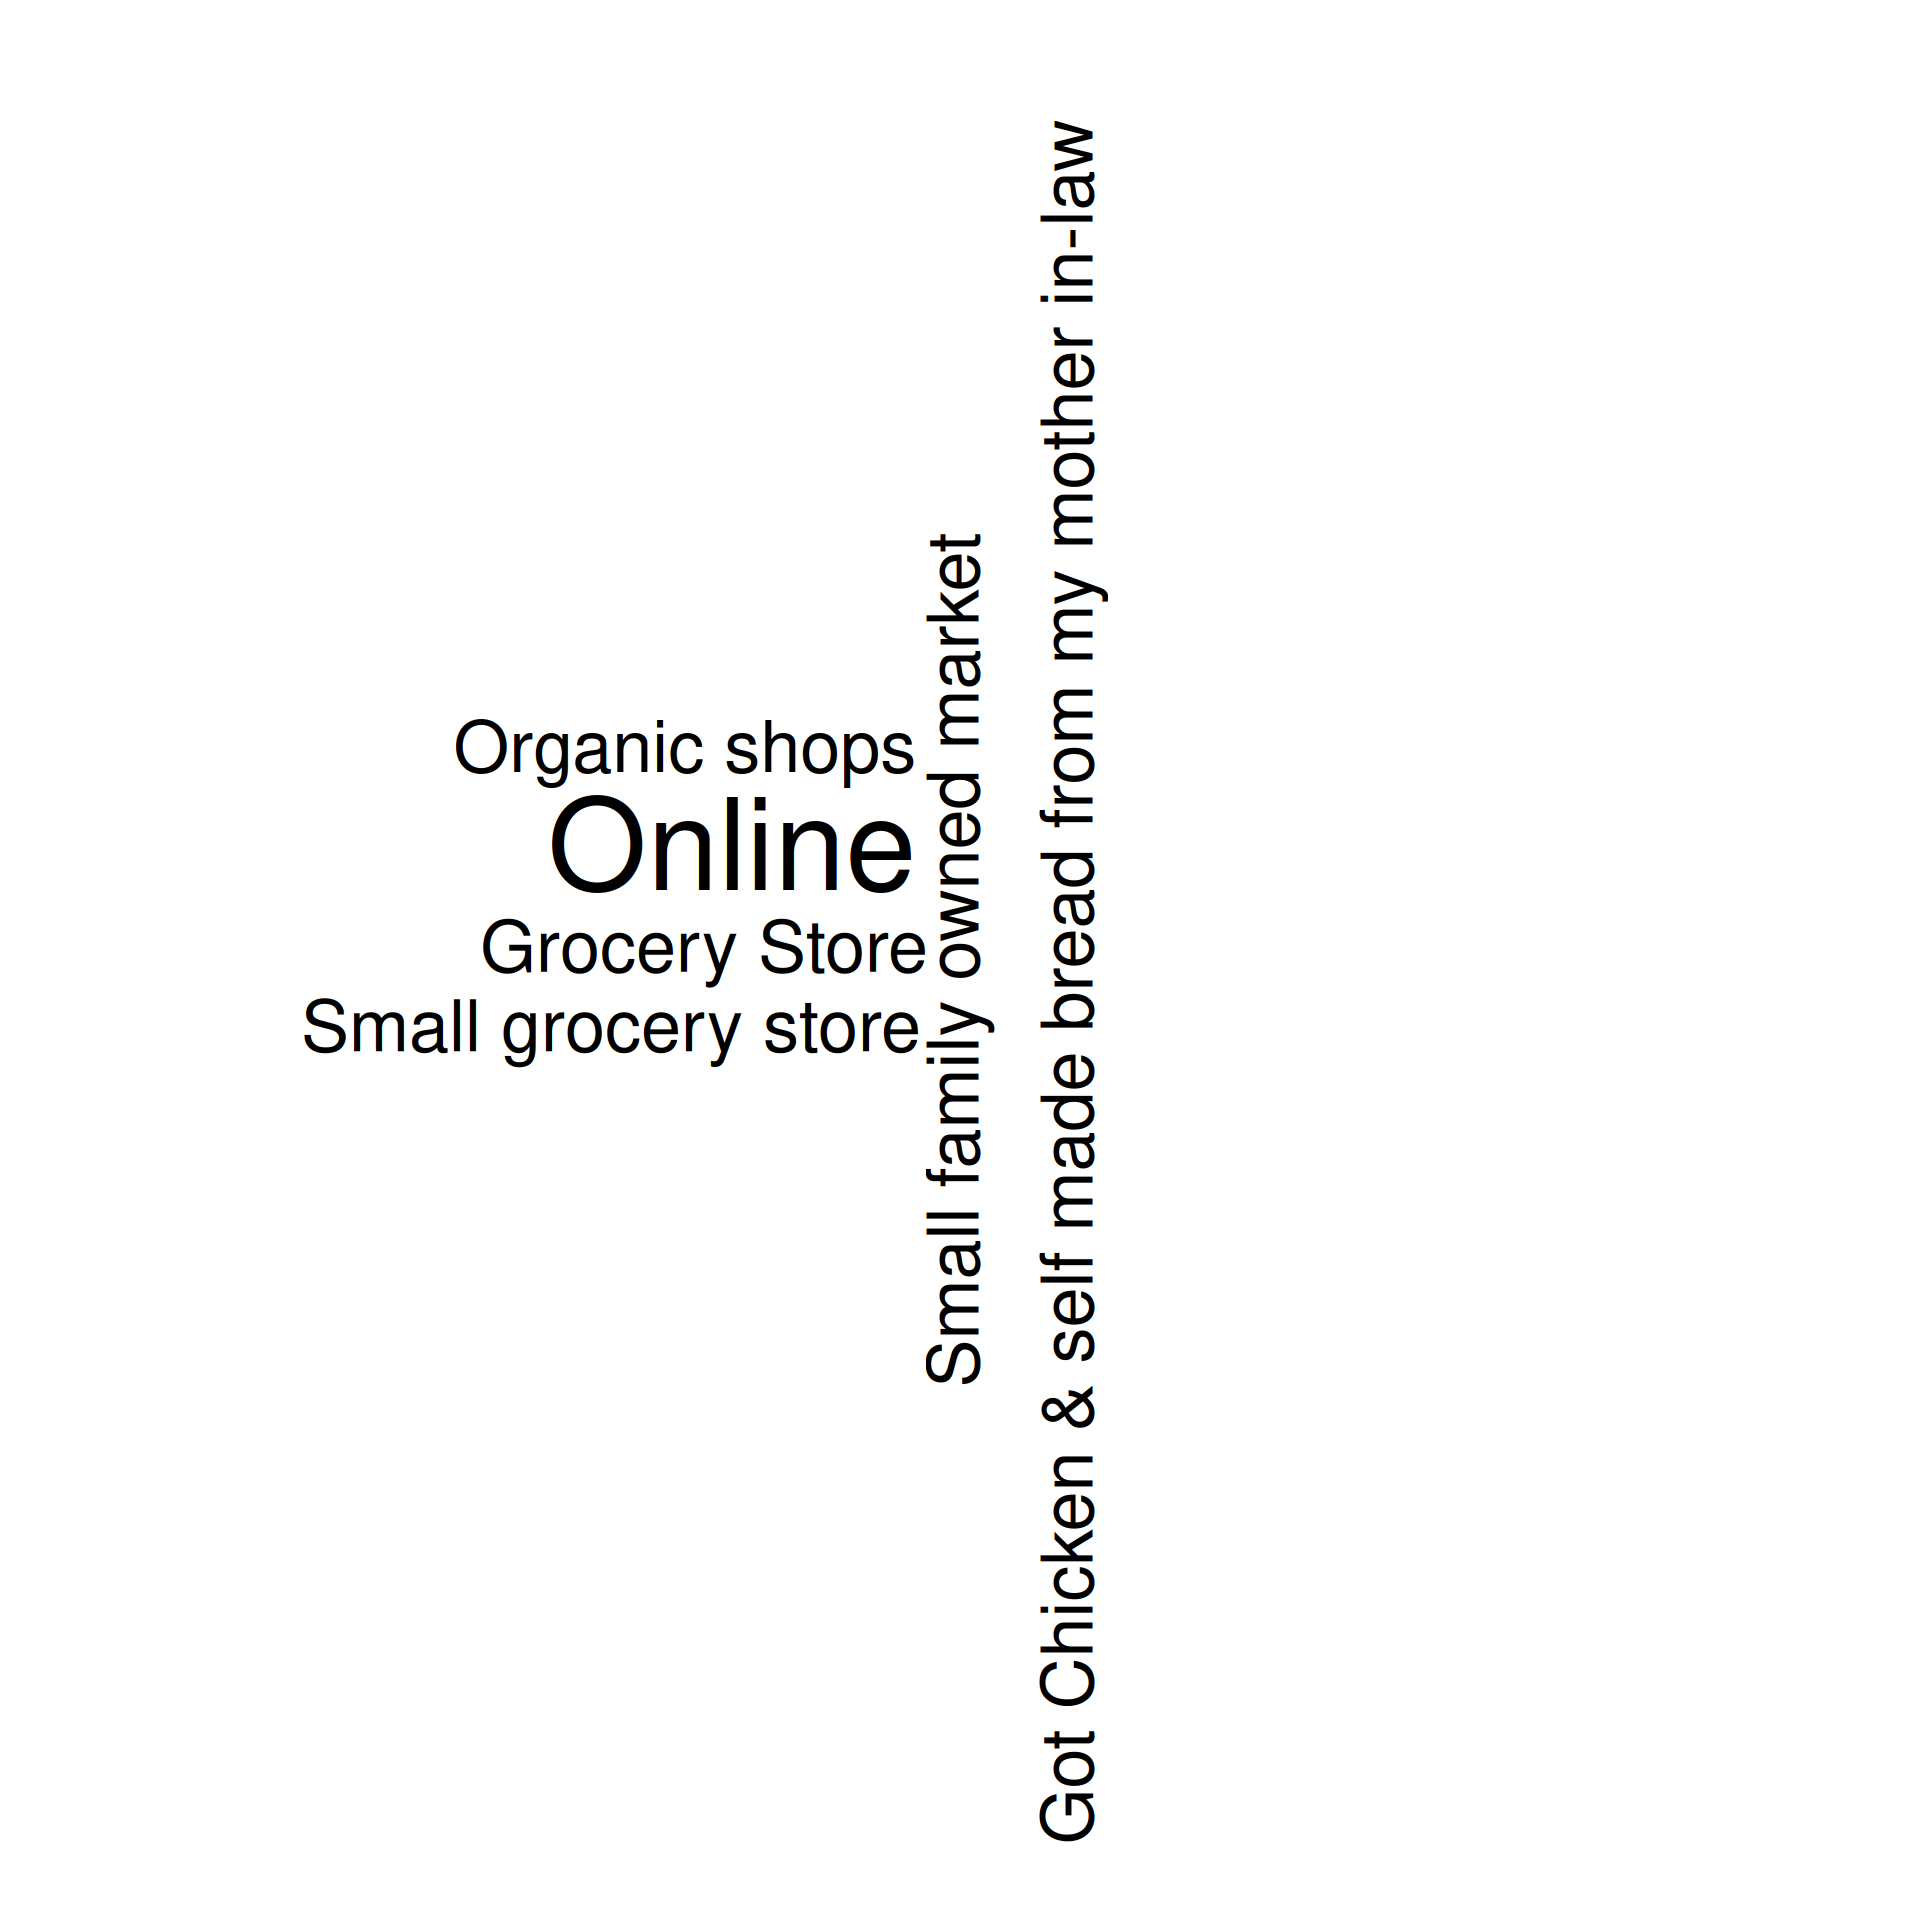 Organic shops
Online
Grocery Store
Small grocery store
Small family owned market
Got Chicken & self made bread from my mother in-law